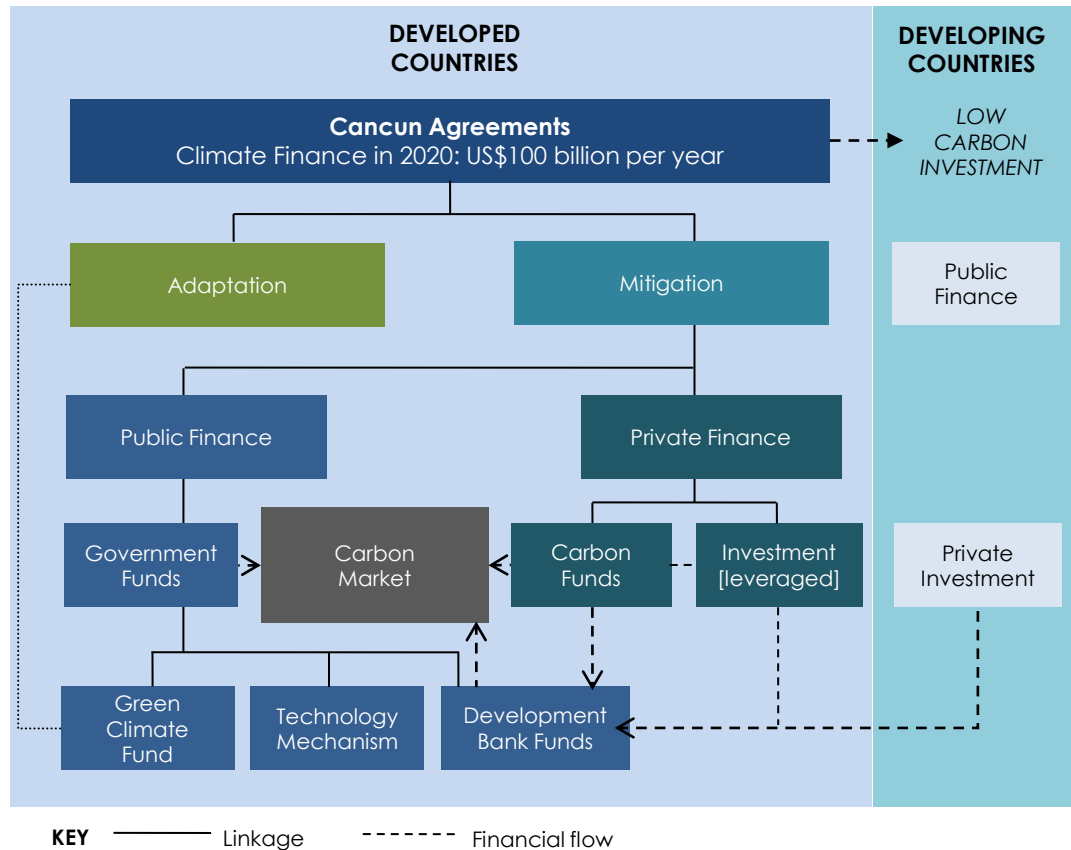 DEVELOPED
COUNTRIES
DEVELOPING
COUNTRIES
Cancun Agreements
Climate Finance in 2020: US$100 billion per year
LOW
CARBON
INVESTMENT
Adaptation
Mitigation
Public
Finance
Public Finance
Private Finance
Government
Funds
Carbon
Market
Carbon
Funds
Investment
[leveraged]
Private
Investment
Green
Climate
Fund
Technology
Mechanism
Development
Bank Funds
KEY
Linkage
Financial flow